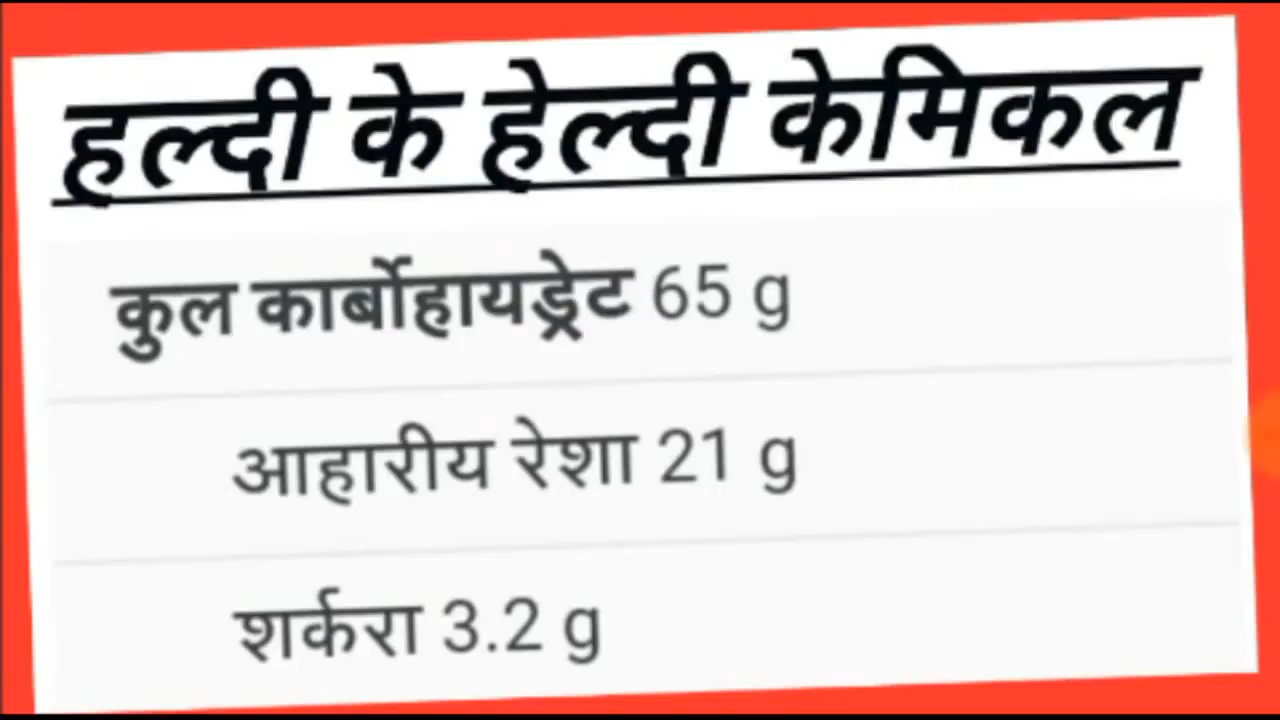 हल्दी के हेल्दी केमिकल
कुल कार्बोहायड्रेट 65 g
आहारीय रेशा 21 g
शर्करा 3.2 g